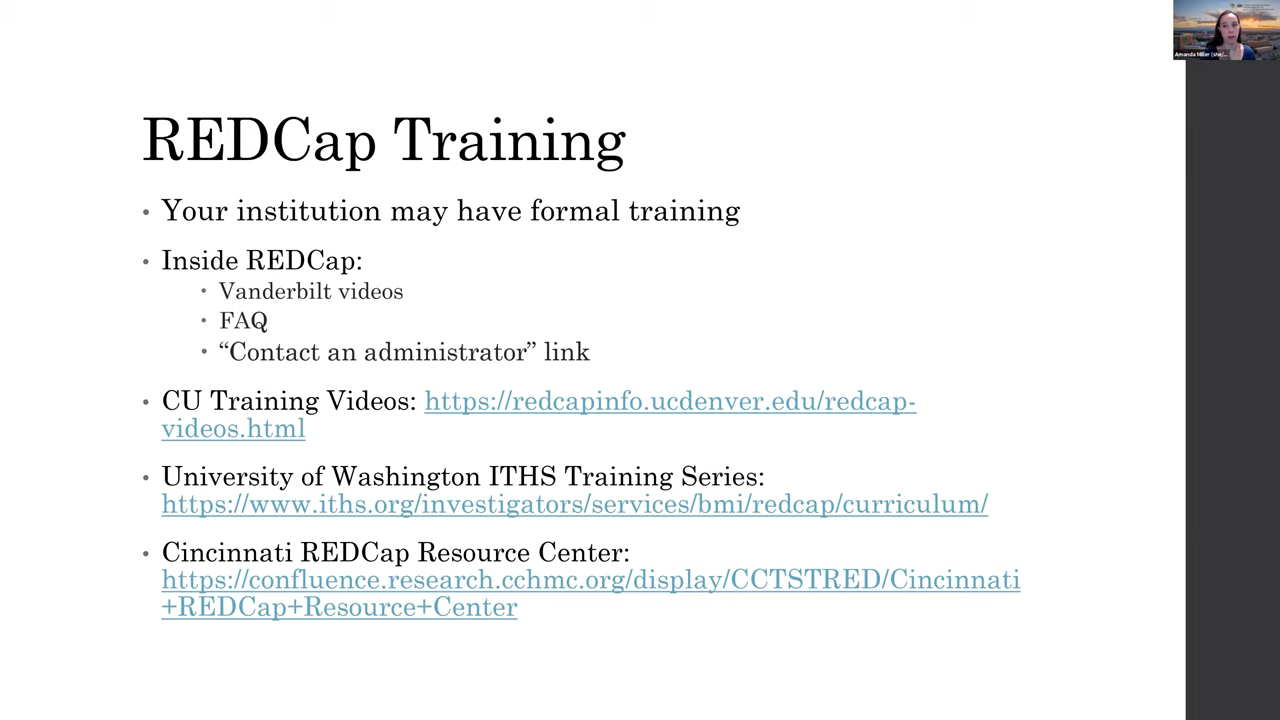 Amanda Miller (she/...
REDCap Training
• Your institution may have formal training
• Inside REDCap:
• Vanderbilt videos
• FAQ
• “Contact an administrator” link
• CU Training Videos: https://redcapinfo.ucdenver.edu/redcap-
videos.html
• University of Washington ITHS Training Series:
https://www.iths.org/investigators/services/bmi/redcap/curriculum/
• Cincinnati REDCap Resource Center:
https://confluence.research.cchmc.org/display/CCTSTRED/Cincinnati
+REDCap+Resource+Center